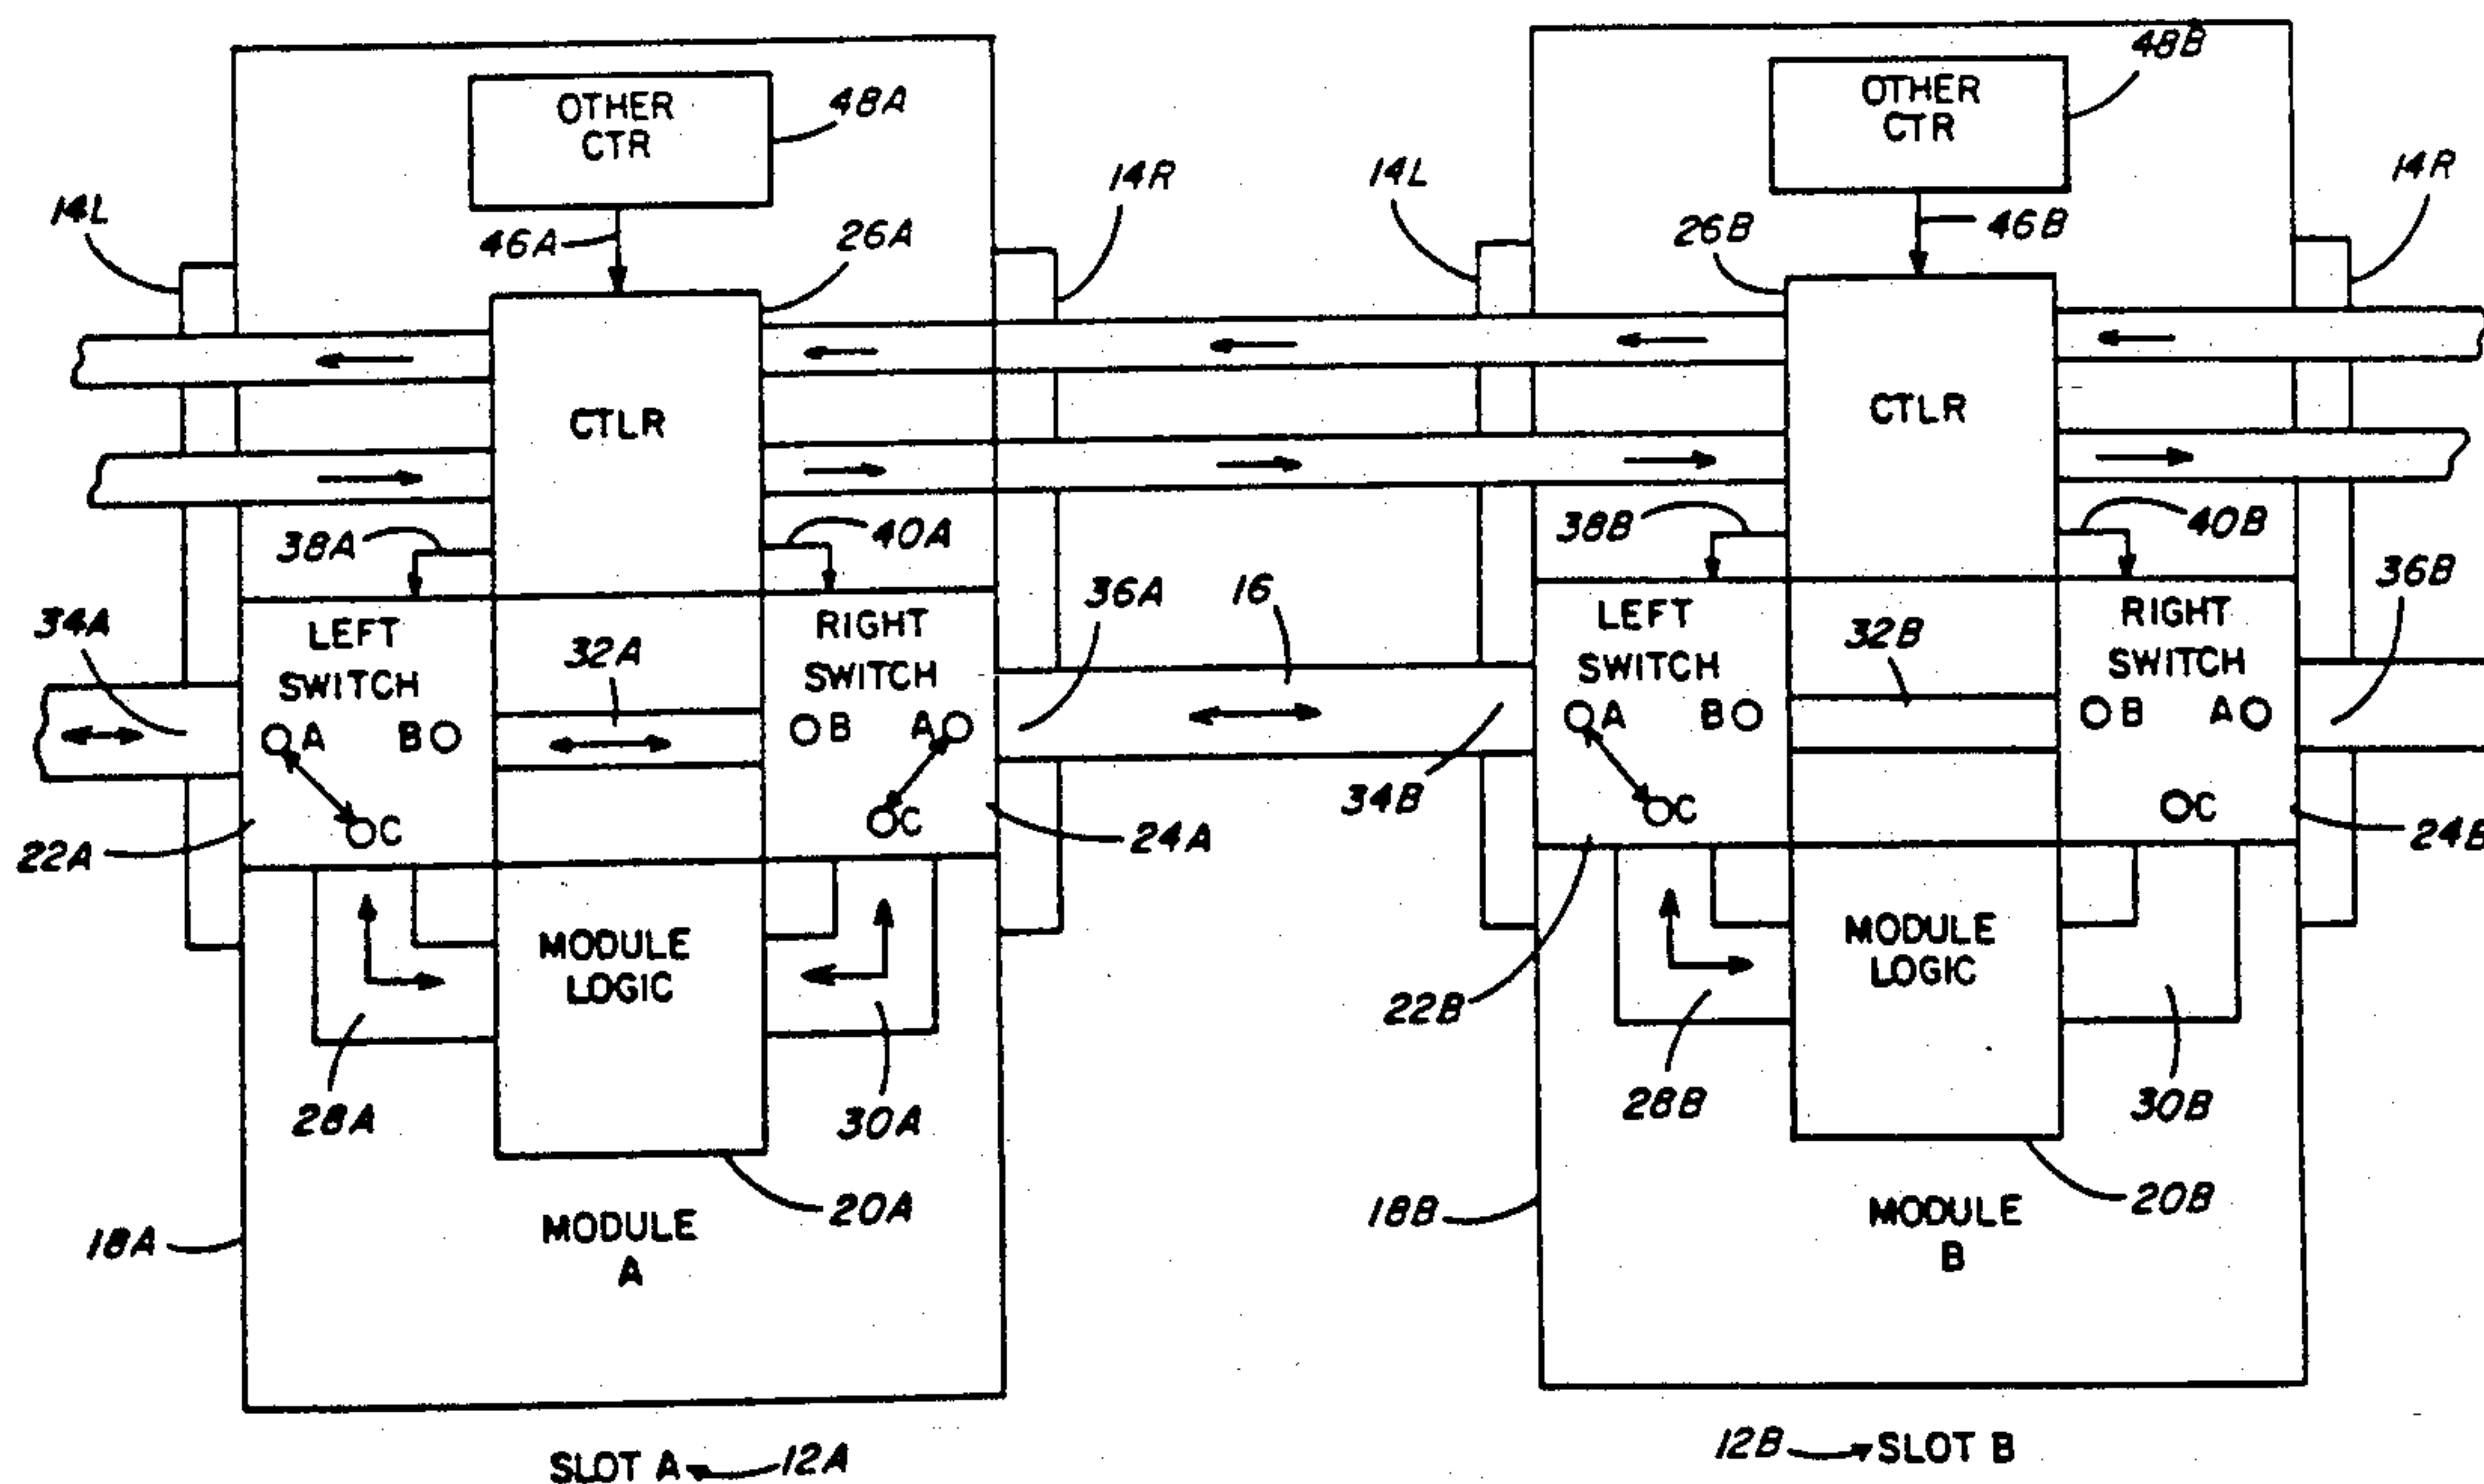 OTHER
CTR
48A
14L
46A
26A
14R
CTLR
38A
40A
34A
LEFT
SWITCH
32A
RIGHT
SWITCH
36A
16
A
B
B
A
C
C
22A
24A
28A
MODULE
LOGIC
30A
20A
18A
MODULE
A
SLOT A
12A
OTHER
CTR
48B
14L
26B
46B
14R
CTLR
38B
40B
36B
LEFT
SWITCH
32B
RIGHT
SWITCH
A
B
B
A
34B
C
C
24B
22B
28B
MODULE
LOGIC
30B
20B
18B
MODULE
B
12B
SLOT B